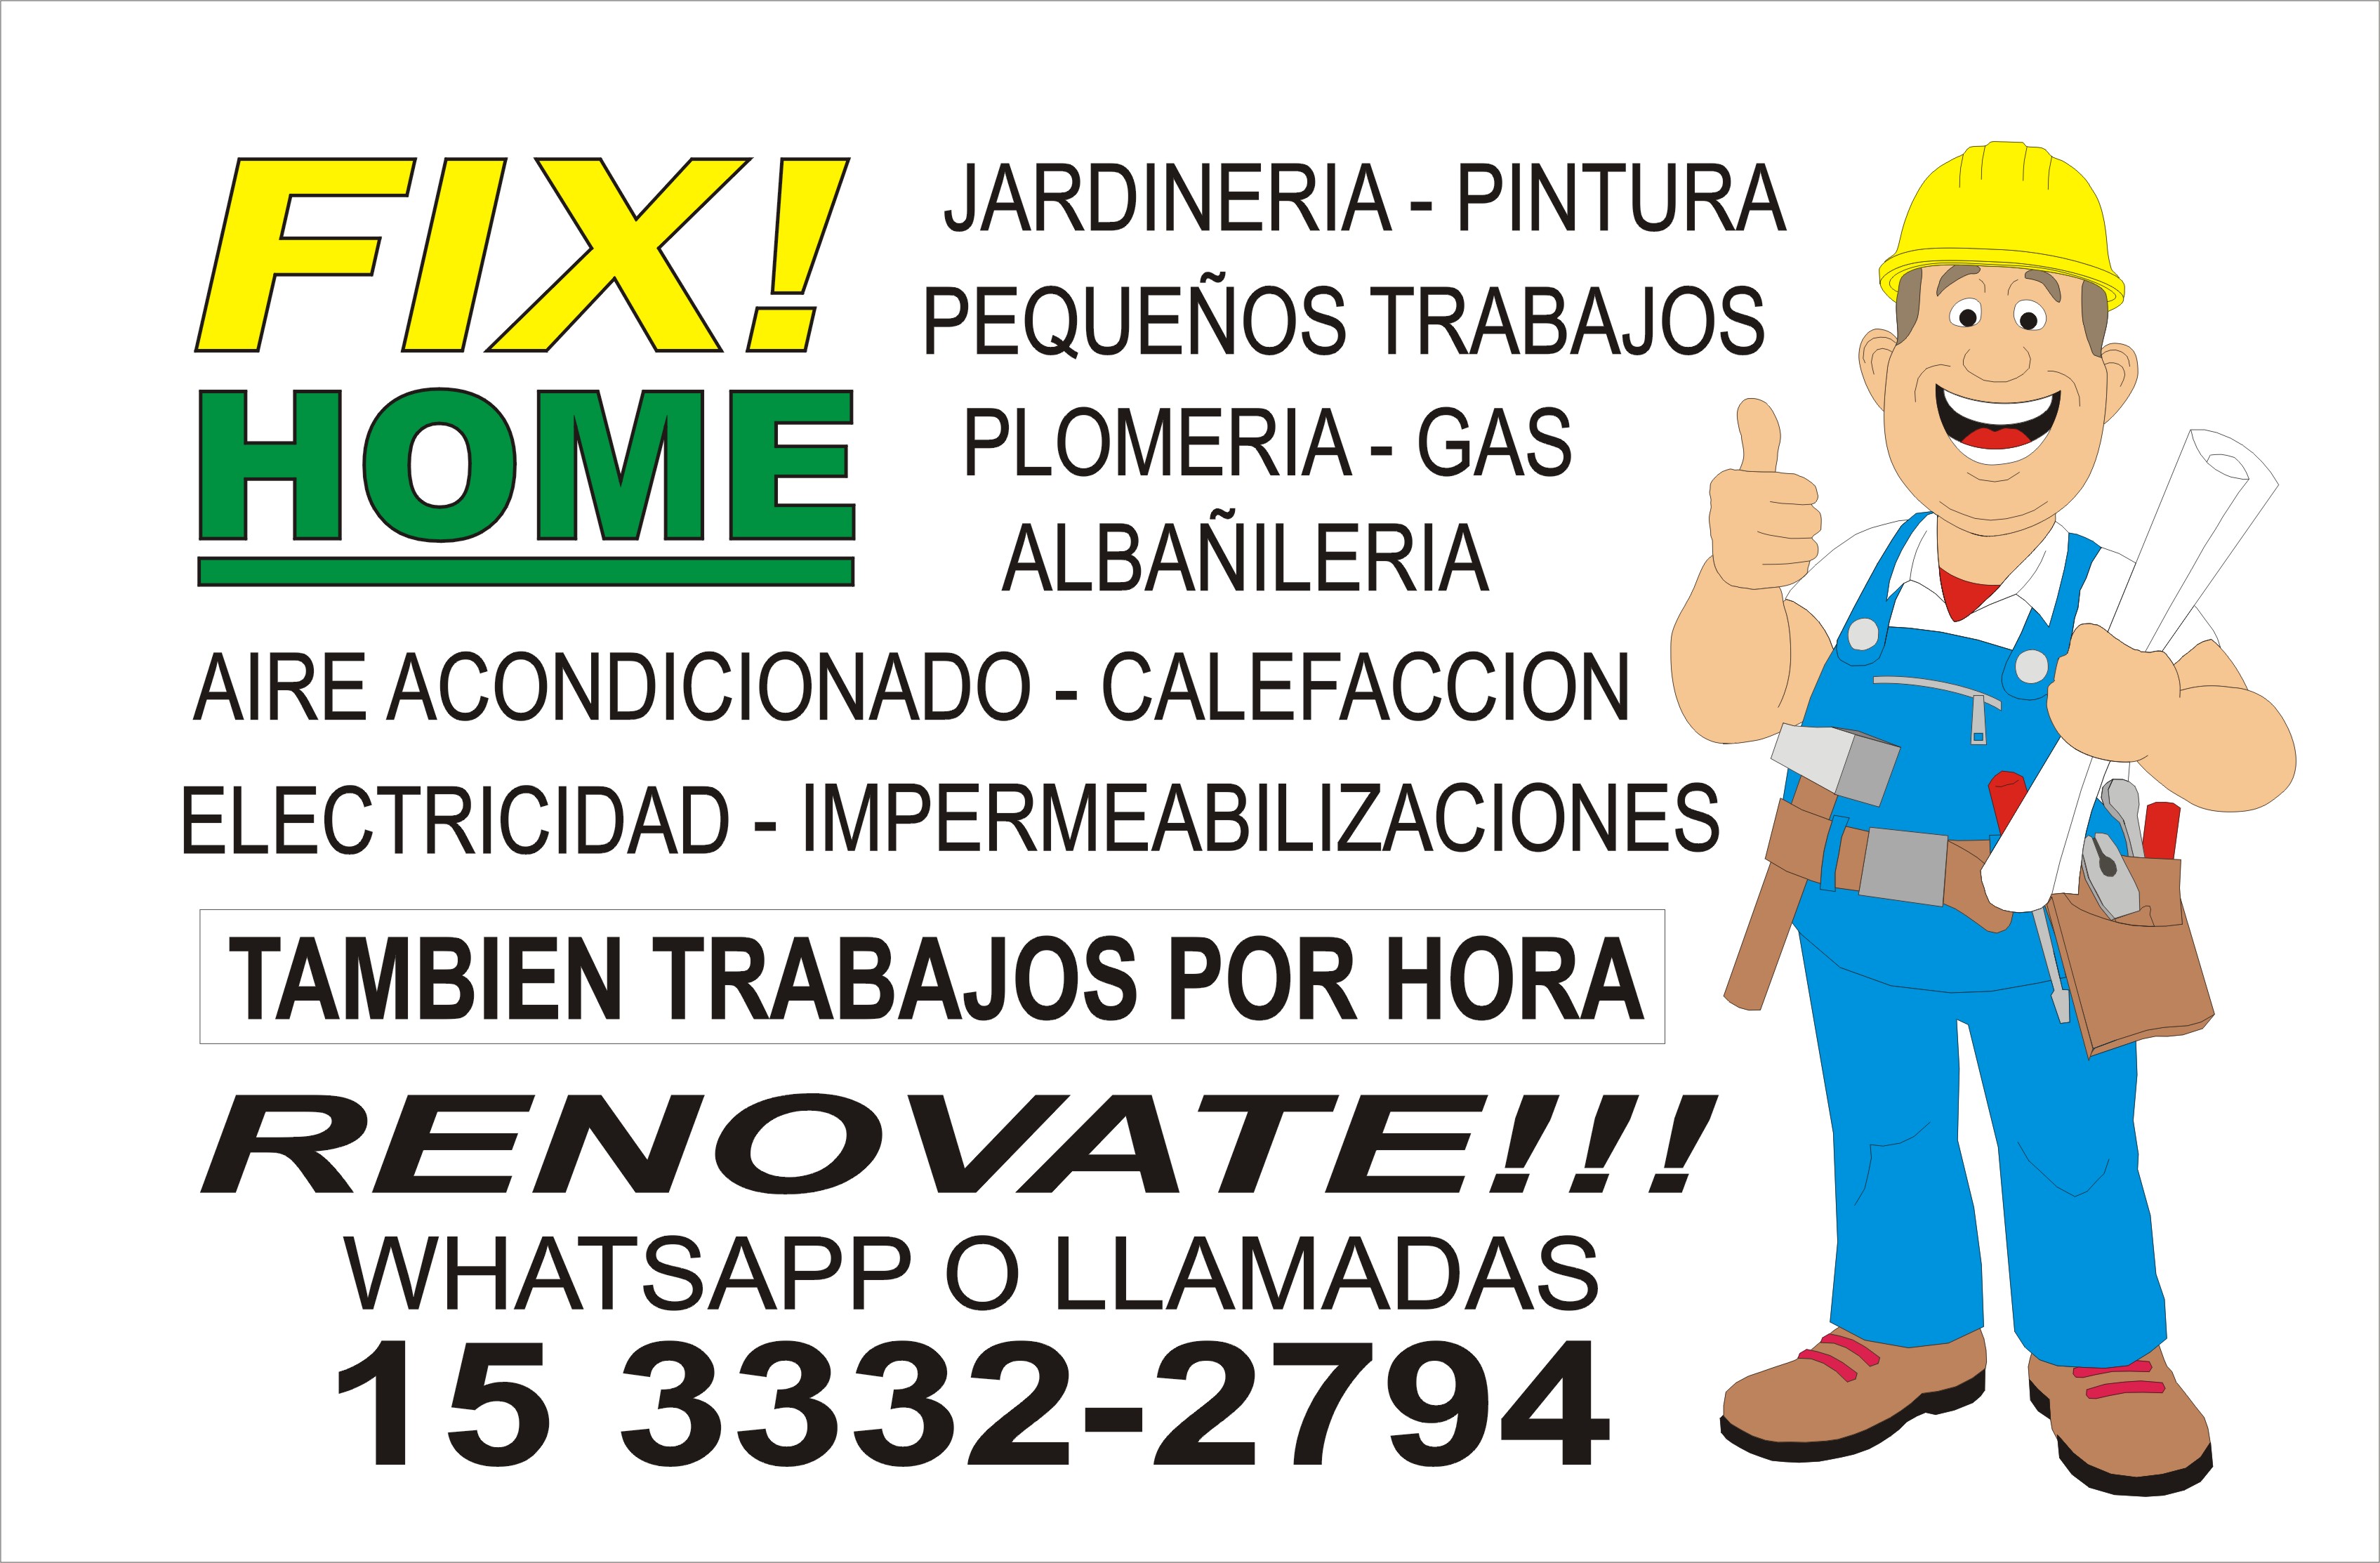 FIX!
HOME
JARDINERIA - PINTURA
PEQUEÑOS TRABAJOS
PLOMERIA - GAS
ALBAÑILERIA
AIRE ACONDICIONADO - CALEFACCION
ELECTRICIDAD - IMPERMEABILIZACIONES
TAMBIEN TRABAJOS POR HORA
RENOVATE!!!
WHATSAPP O LLAMADAS
15 3332-2794